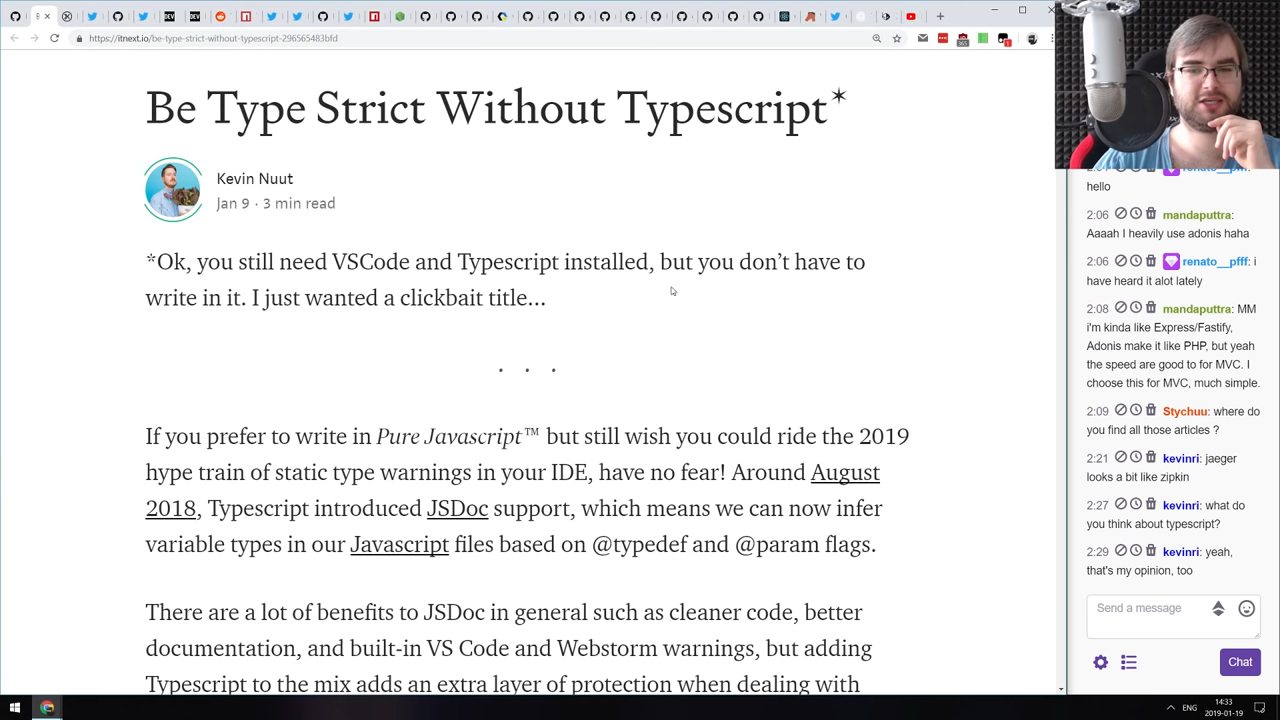 https://itnext.io/be-type-strict-without-typescript-296565483bfd
Be Type Strict Without Typescript*
Kevin Nuut
Jan 9 · 3 min read
*Ok, you still need VSCode and Typescript installed, but you don’t have to
write in it. I just wanted a clickbait title...
If you prefer to write in Pure Javascript™ but still wish you could ride the 2019
hype train of static type warnings in your IDE, have no fear! Around August
2018, Typescript introduced JSDoc support, which means we can now infer
variable types in our Javascript files based on @typedef and @param flags.
There are a lot of benefits to JSDoc in general such as cleaner code, better
documentation, and built-in VS Code and Webstorm warnings, but adding
Typescript to the mix adds an extra layer of protection when dealing with
hello
2:06 mandaputtra:
Aaaah I heavily use adonis haha
2:06 renato__pfff: i
have heard it alot lately
2:08 mandaputtra: MM
i'm kinda like Express/Fastify,
Adonis make it like PHP, but yeah
the speed are good to for MVC. I
choose this for MVC, much simple.
2:09 Stychuu: where do
you find all those articles ?
2:21 kevinri: jaeger
looks a bit like zipkin
2:27 kevinri: what do
you think about typescript?
2:29 kevinri: yeah,
that's my opinion, too
Send a message
Chat
ENG
14:33
2019-01-19